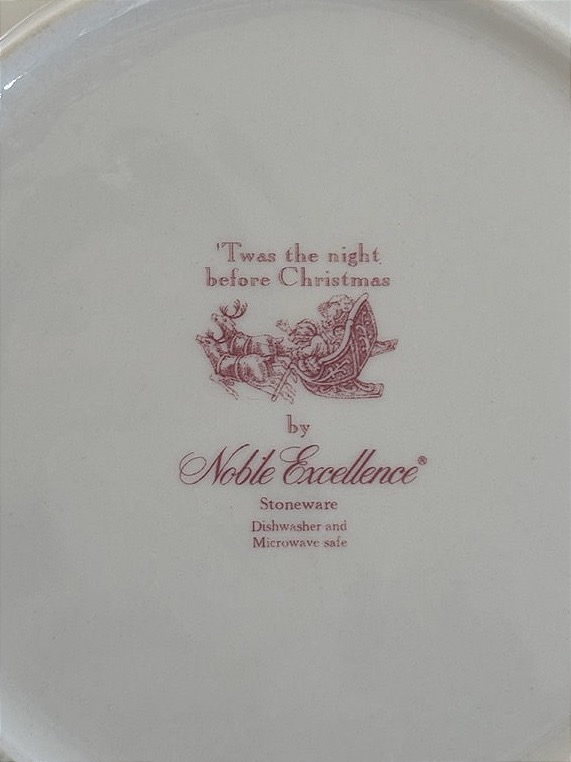 'Twas the night
before Christmas
by
Noble Excellence®
Stoneware
Dishwasher and
Microwave safe